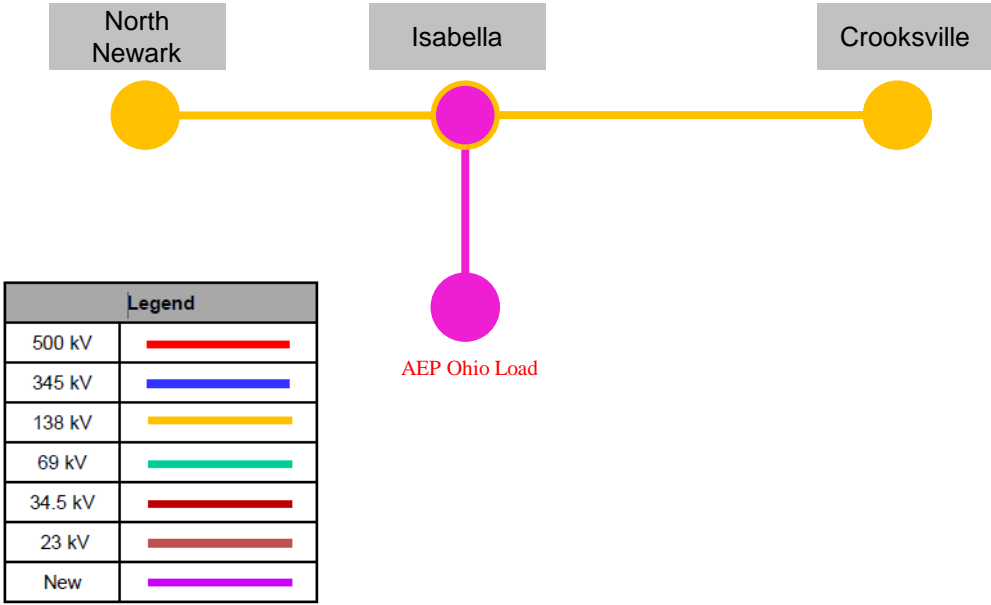 North
Newark
Isabella
Crooksville
AEP Ohio Load
Legend
500 kV
345 kV
138 kV
69 kV
34.5 kV
23 kV
New